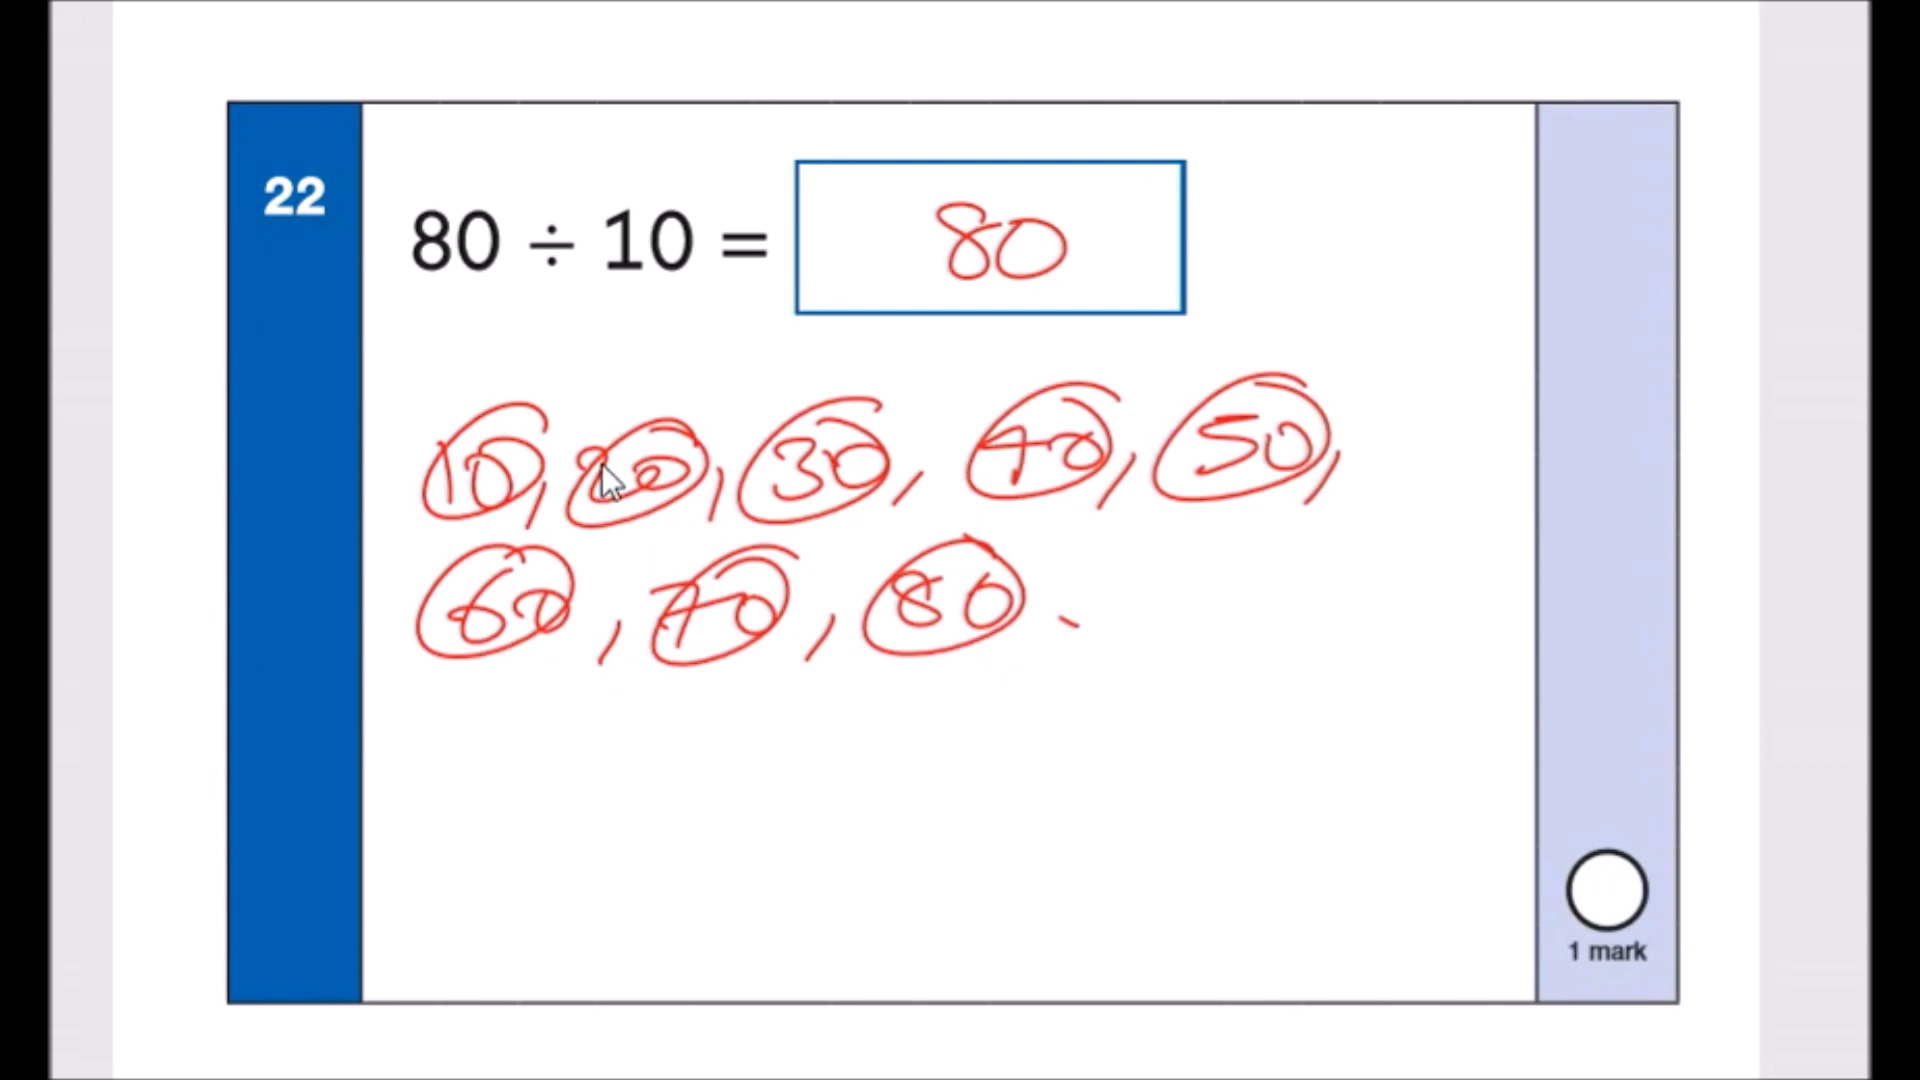 22
80 ÷ 10 = 80
10, 20, 30, 40, 50,
60, 70, 80.
1 mark